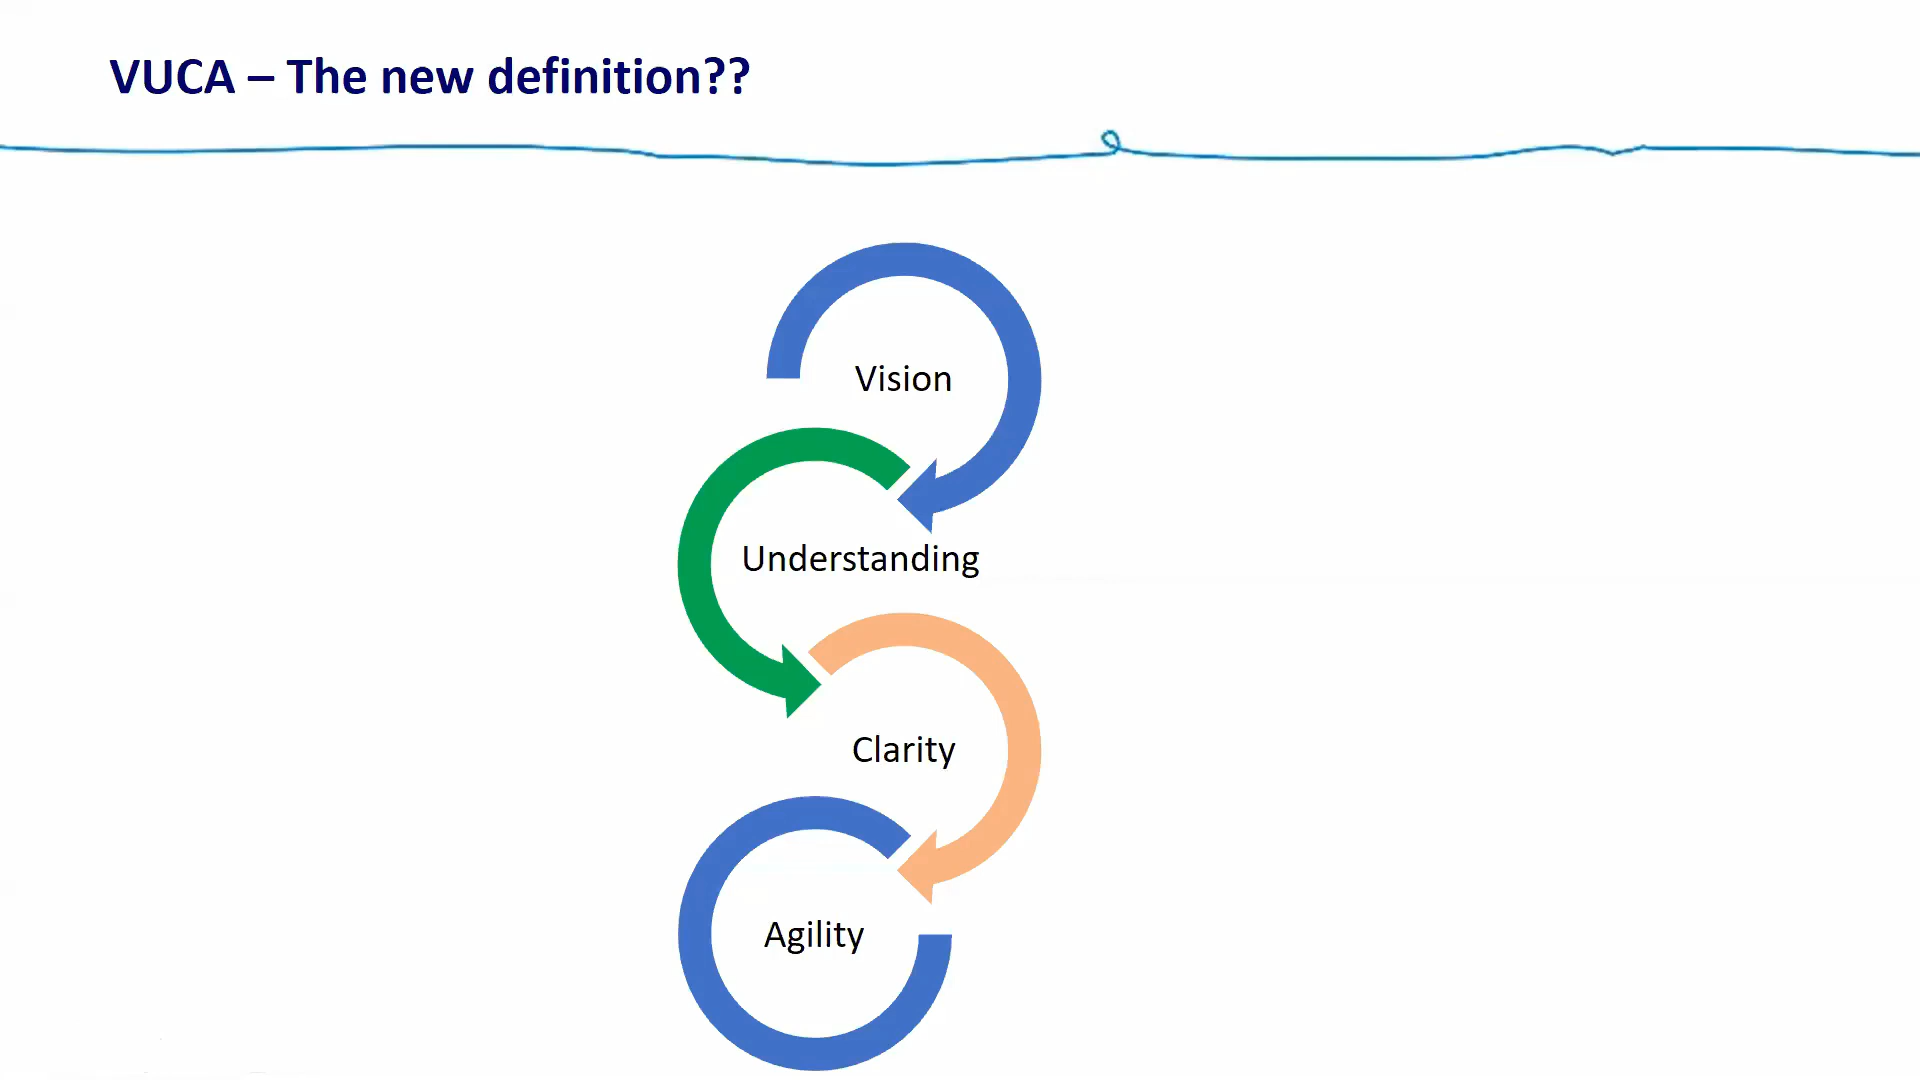 VUCA – The new definition??
Vision
Understanding
Clarity
Agility